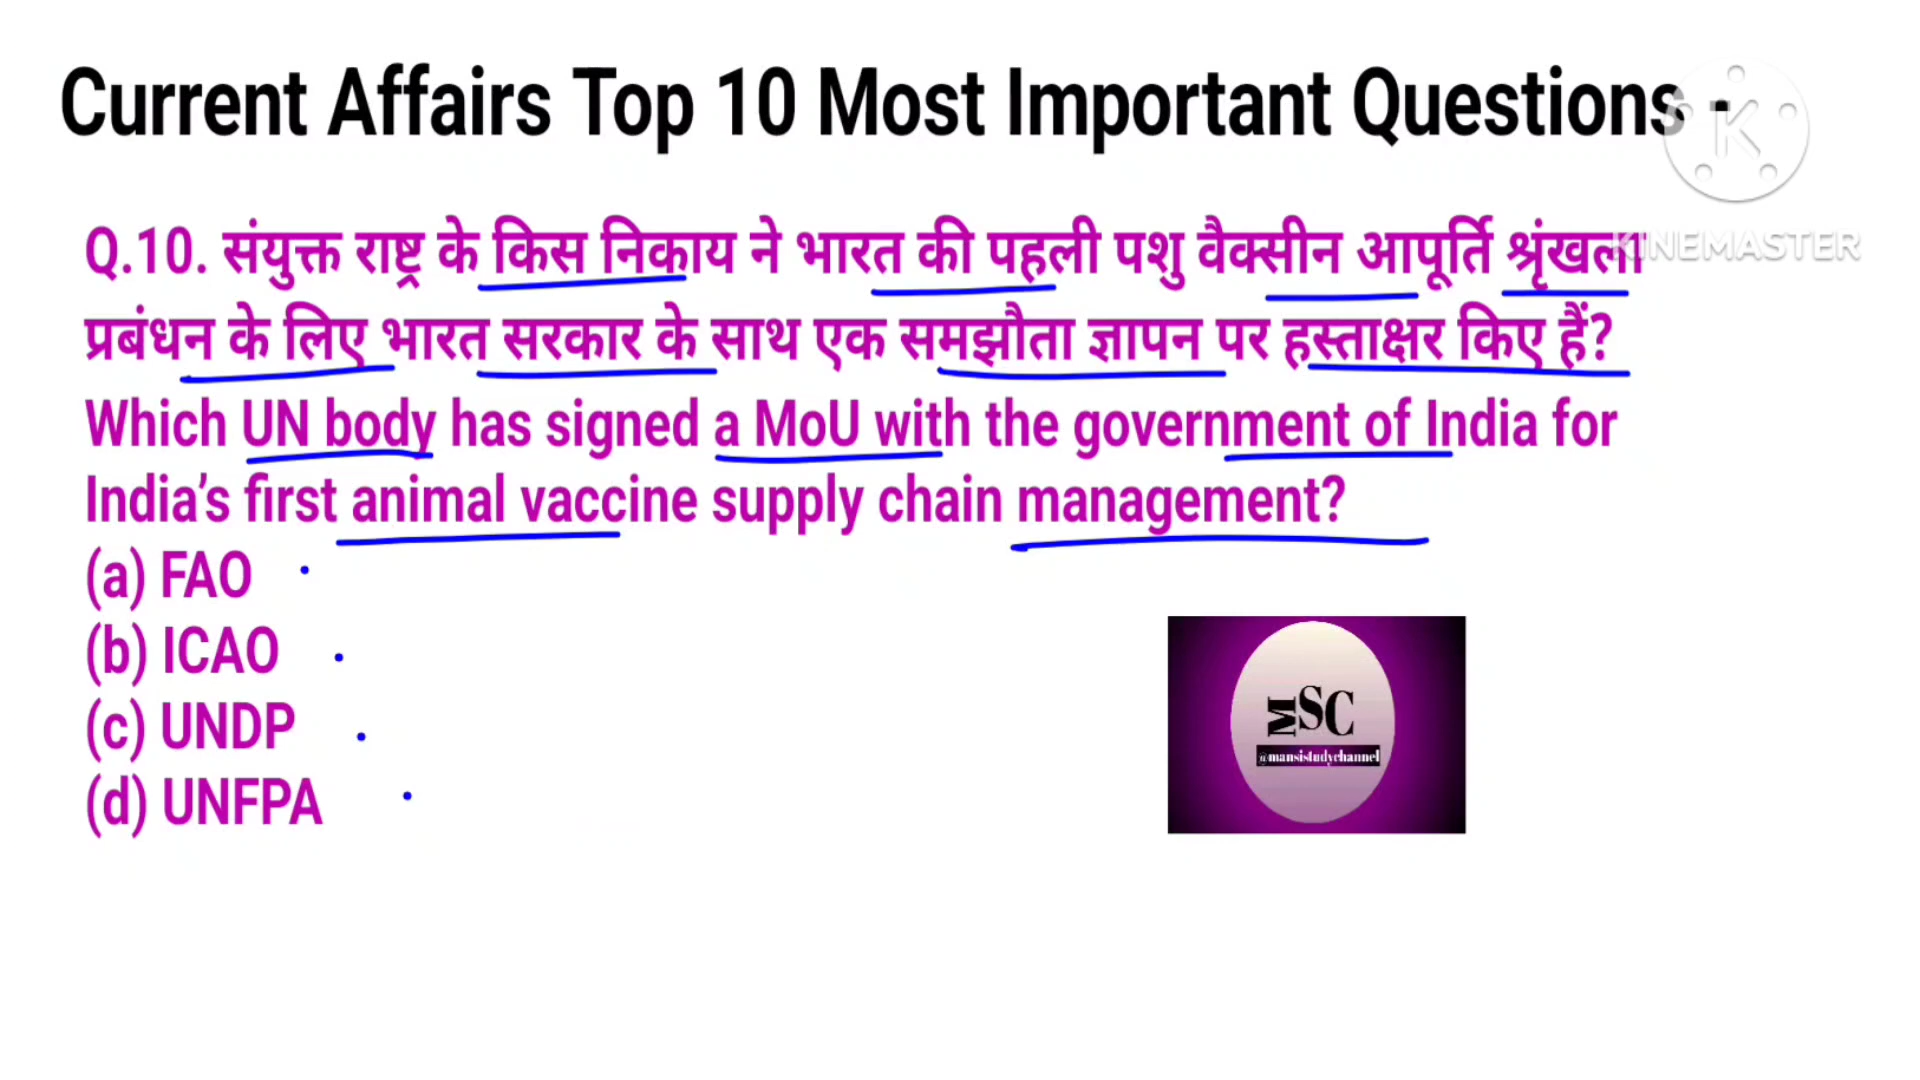 Current Affairs Top 10 Most Important Questions -
K
KINEMASTER
Q.10. संयुक्त राष्ट्र के किस निकाय ने भारत की पहली पशु वैक्सीन आपूर्ति श्रृंखला
प्रबंधन के लिए भारत सरकार के साथ एक समझौता ज्ञापन पर हस्ताक्षर किए हैं?
Which UN body has signed a MoU with the government of India for
India’s first animal vaccine supply chain management?
(a) FAO
(b) ICAO
(c) UNDP
(d) UNFPA
MSC
@mansistudychannel